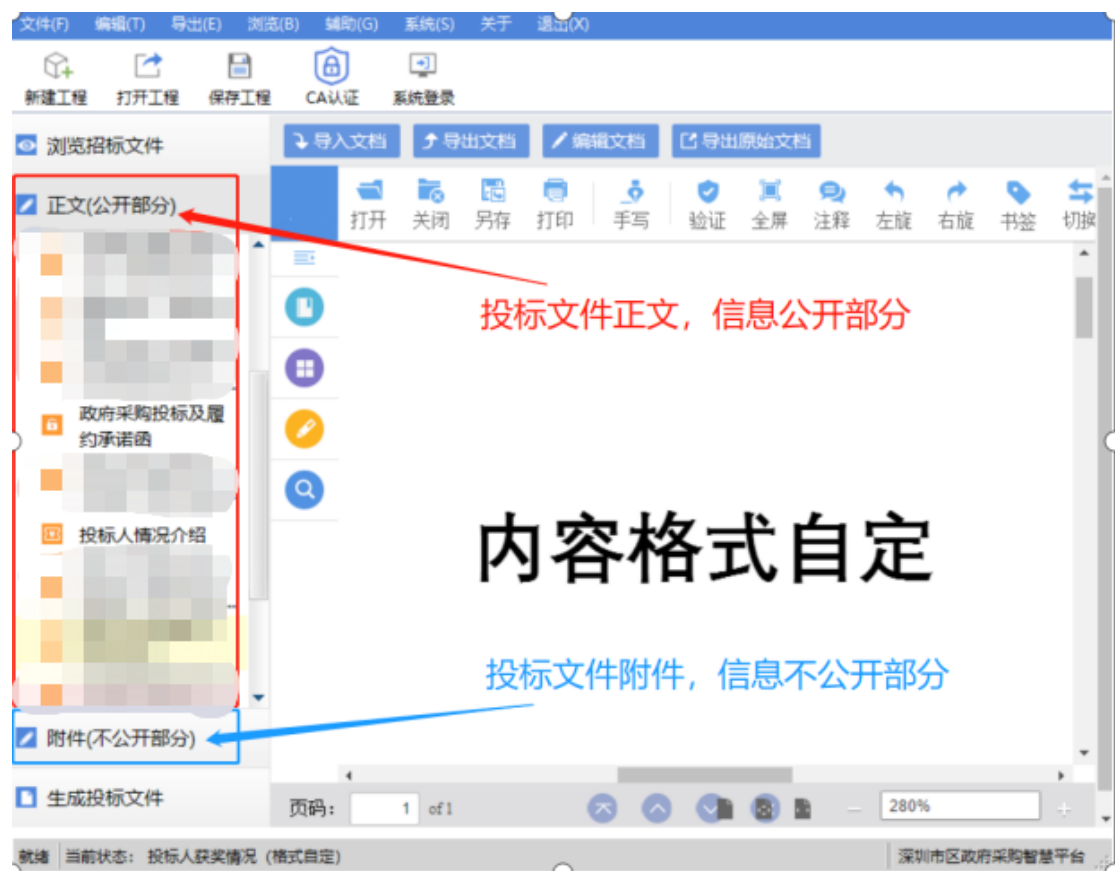 文件(F) 编辑(T) 导出(E) 浏览(B) 辅助(G) 系统(S) 关于 退出(X)
新建工程 打开工程 保存工程 CA认证 系统登录
浏览招标文件
导入文档 导出文档 编辑文档 导出原始文档
正文(公开部分)
打开 关闭 另存 打印 手写 验证 全屏 注释 左旋 右旋 书签 切换
投标文件正文，信息公开部分
政府采购投标及履
约承诺函
投标人情况介绍
内容格式自定
投标文件附件，信息不公开部分
附件(不公开部分)
生成投标文件
页码： 1 of1 280%
就绪 当前状态： 投标人获奖情况（格式自定） 深圳市区政府采购智慧平台